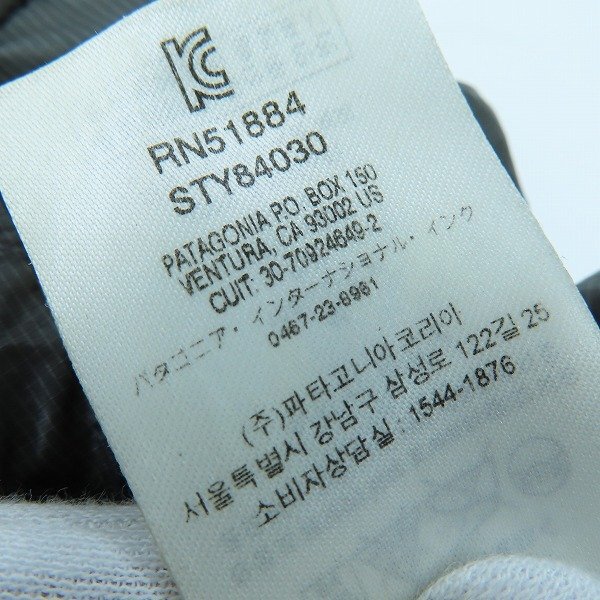 RN51884
STY84030
PATAGONIA P.O. BOX 150
VENTURA, CA 93002 US
CUIT: 30-70924649-2
パタゴニア・インターナショナル・インク
0467-23-8961
(주)파타고니아코리아
서울특별시 강남구 삼성로 122길 25
소비자상담실 : 1544-1876